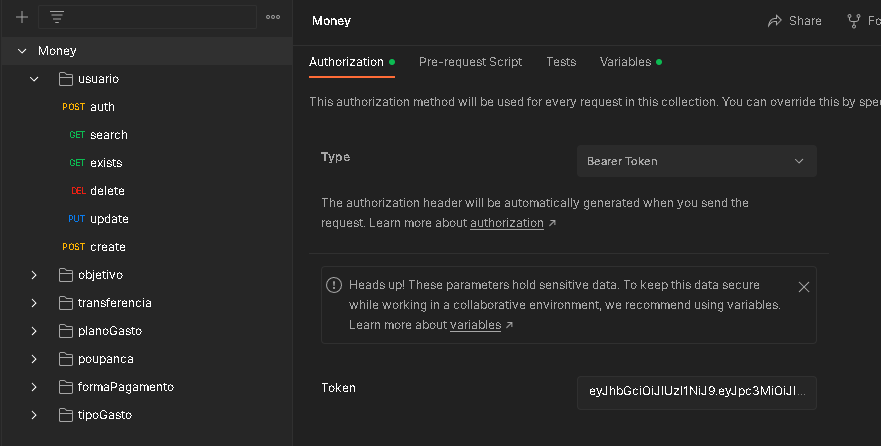 Money
usuario
POST auth
GET search
GET exists
DEL delete
PUT update
POST create
objetivo
transferencia
planoGasto
poupanca
formaPagamento
tipoGasto
Money
Share
Authorization
Pre-request Script
Tests
Variables
This authorization method will be used for every request in this collection. You can override this by spec
Type
Bearer Token
The authorization header will be automatically generated when you send the
request. Learn more about authorization ↗
Heads up! These parameters hold sensitive data. To keep this data secure
while working in a collaborative environment, we recommend using variables.
Learn more about variables ↗
Token